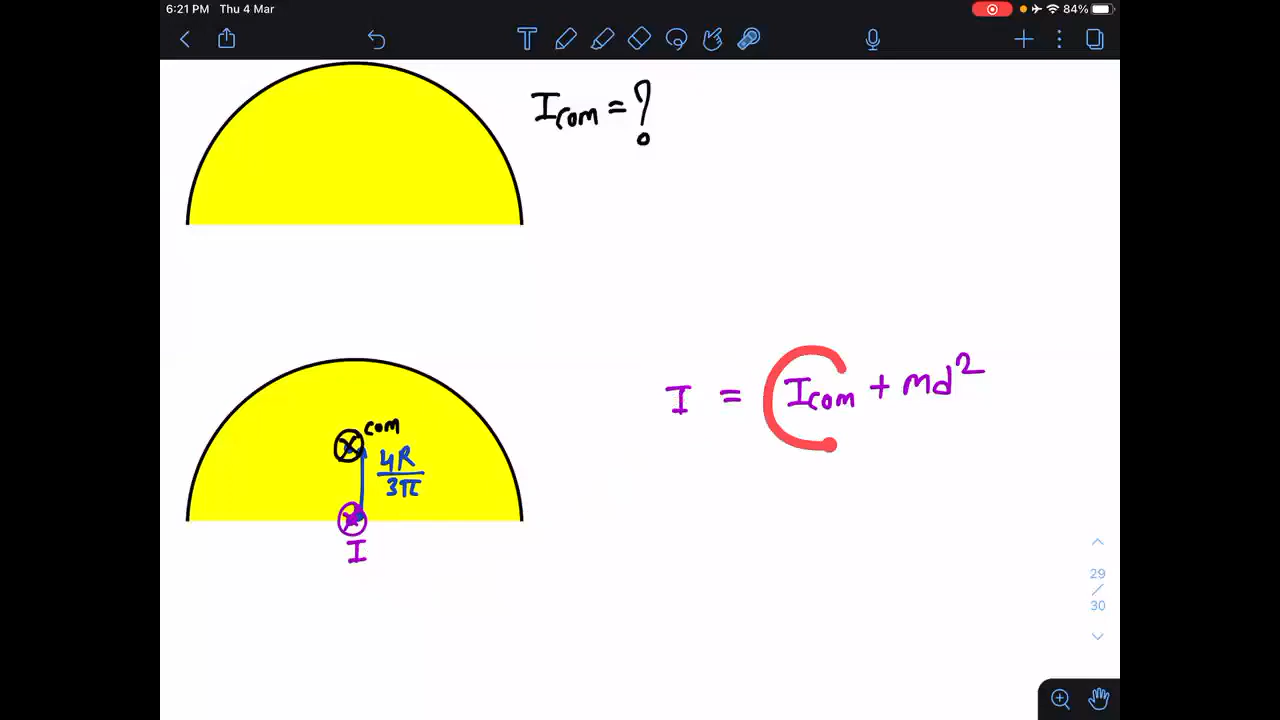 6:21 PM Thu 4 Mar
84%
T
Icom = ?
com
4R
3π
I
I = Icom + md²
29
/
30